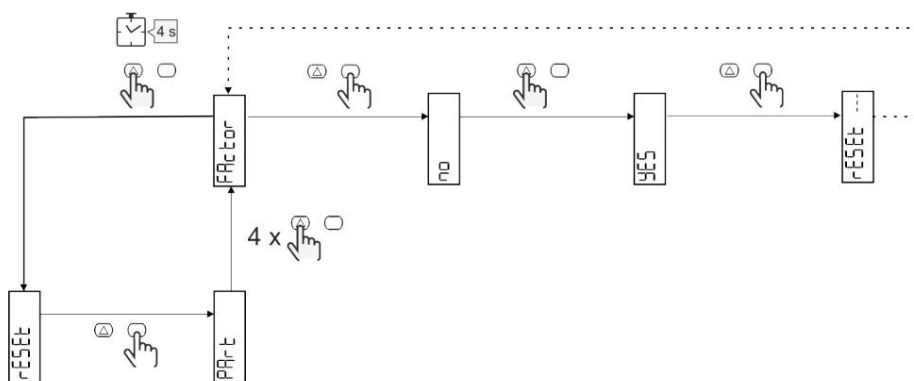 4 s
FActor
no
YES
rESEt
4 x
rESEt
PArt